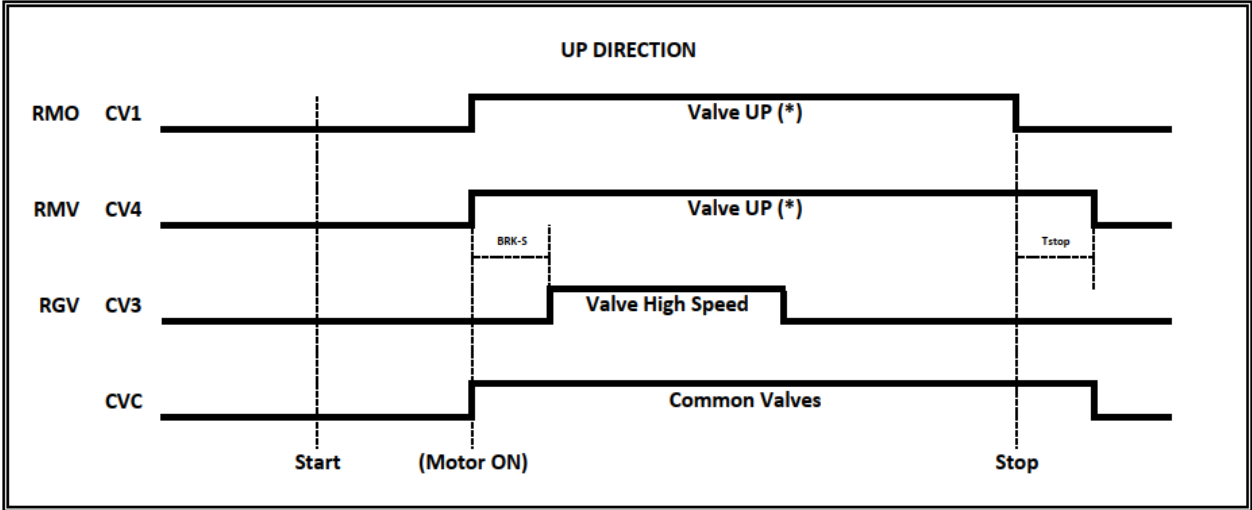 UP DIRECTION
RMO CV1 Valve UP (*)
RMV CV4 Valve UP (*)
BRK-S Tstop
RGV CV3 Valve High Speed
CVC Common Valves
Start (Motor ON) Stop